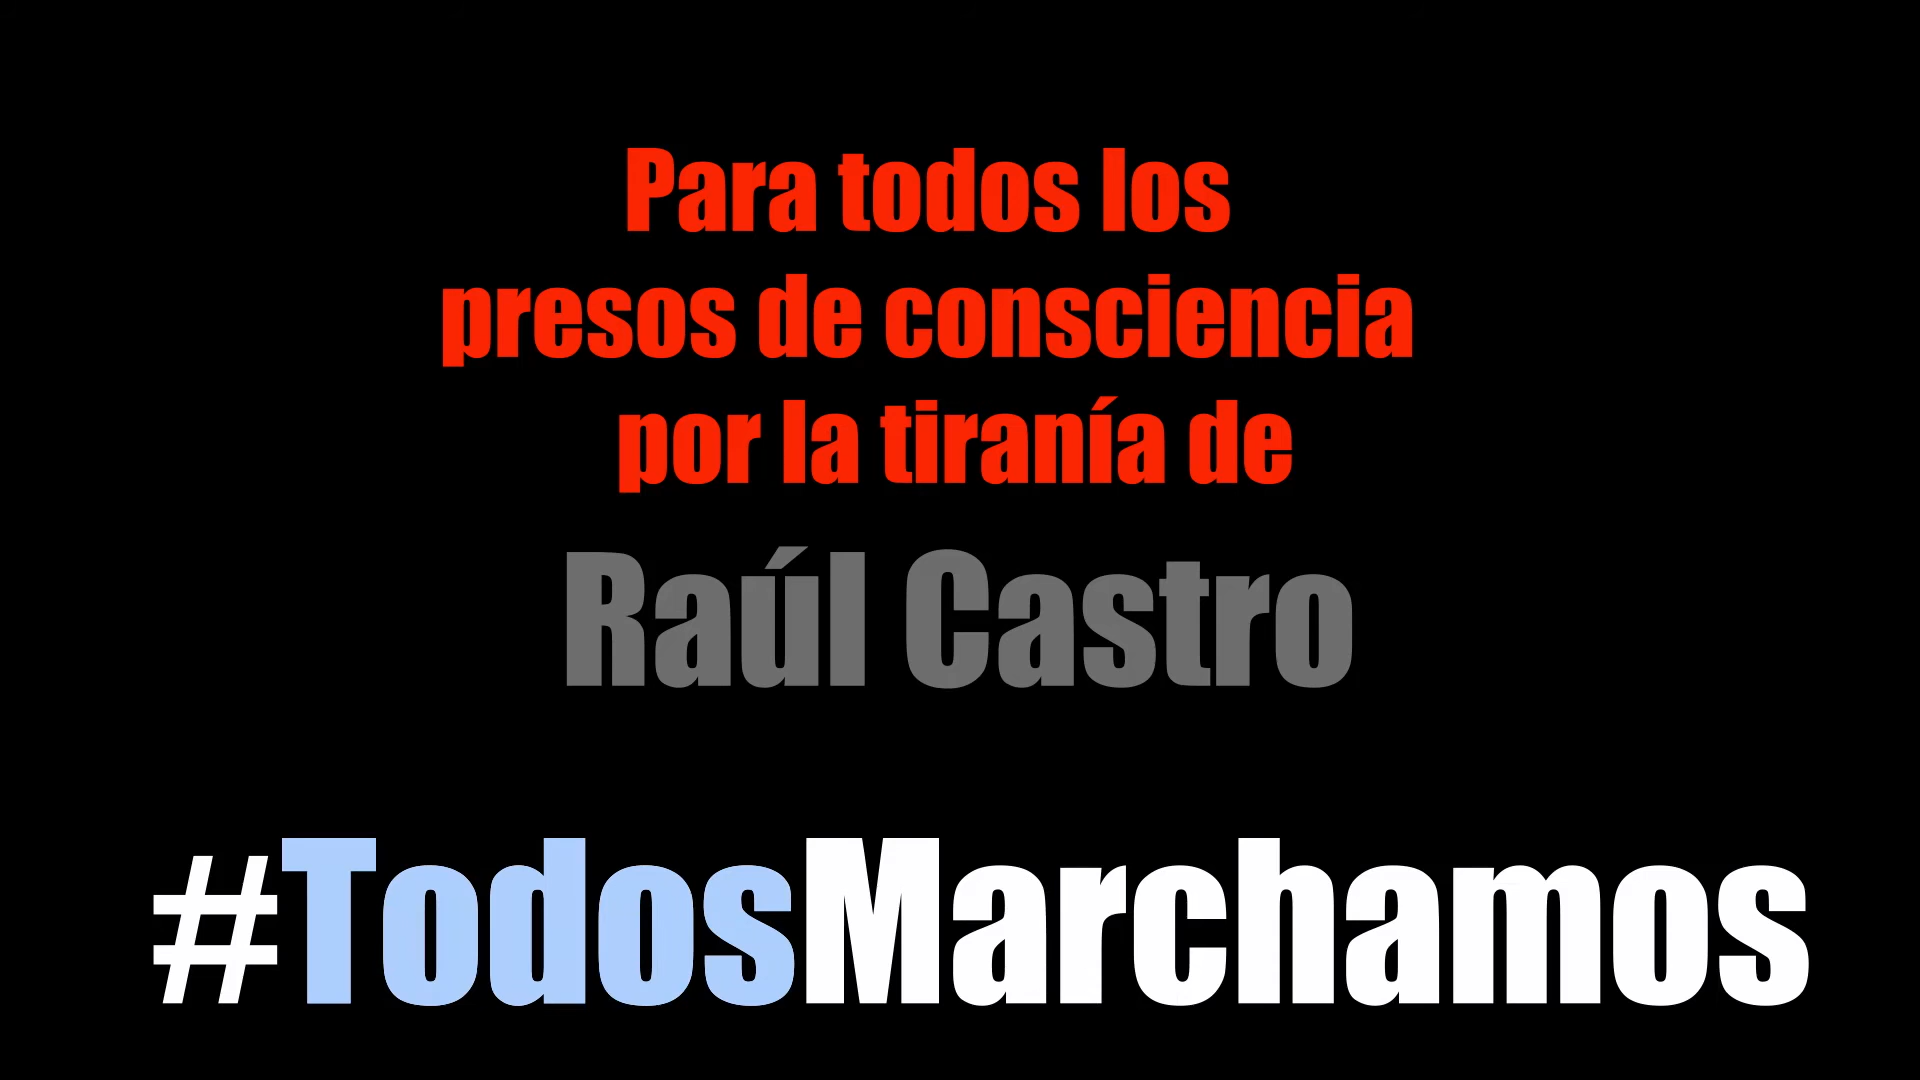 Para todos los
presos de consciencia
por la tiranía de
Raúl Castro
#TodosMarchamos